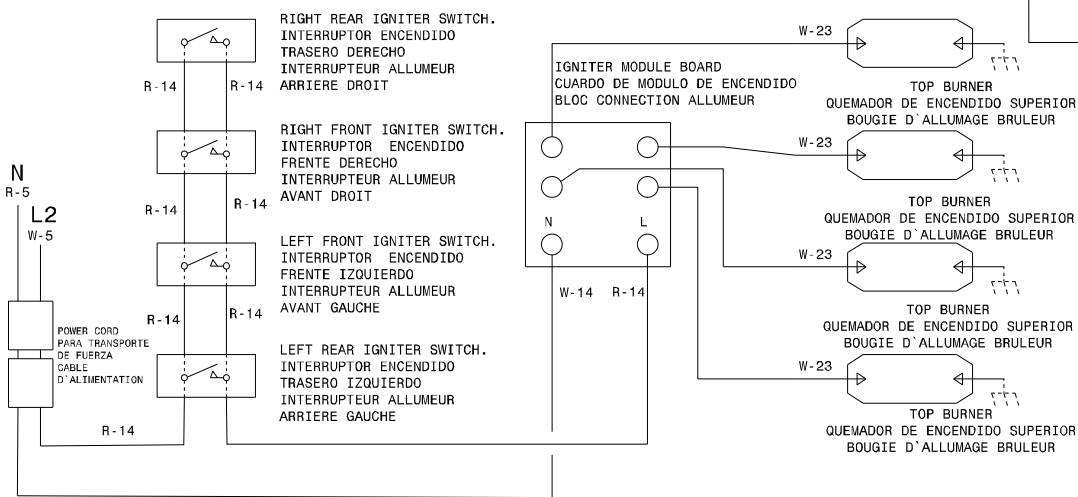 RIGHT REAR IGNITER SWITCH.
INTERRUPTOR ENCENDIDO
TRASERO DERECHO
INTERRUPTEUR ALLUMEUR
ARRIERE DROIT
R-14
R-14
RIGHT FRONT IGNITER SWITCH.
INTERRUPTOR ENCENDIDO
FRENTE DERECHO
INTERRUPTEUR ALLUMEUR
AVANT DROIT
R-14
R-14
LEFT FRONT IGNITER SWITCH.
INTERRUPTOR ENCENDIDO
FRENTE IZQUIERDO
INTERRUPTEUR ALLUMEUR
AVANT GAUCHE
R-14
R-14
LEFT REAR IGNITER SWITCH.
INTERRUPTOR ENCENDIDO
TRASERO IZQUIERDO
INTERRUPTEUR ALLUMEUR
ARRIERE GAUCHE
N
R-5
L2
W-5
POWER CORD
PARA TRANSPORTE
DE FUERZA
CABLE
D`ALIMENTATION
R-14
IGNITER MODULE BOARD
CUARDO DE MODULO DE ENCENDIDO
BLOC CONNECTION ALLUMEUR
N
L
W-14
R-14
W-23
TOP BURNER
QUEMADOR DE ENCENDIDO SUPERIOR
BOUGIE D`ALLUMAGE BRULEUR
W-23
TOP BURNER
QUEMADOR DE ENCENDIDO SUPERIOR
BOUGIE D`ALLUMAGE BRULEUR
W-23
TOP BURNER
QUEMADOR DE ENCENDIDO SUPERIOR
BOUGIE D`ALLUMAGE BRULEUR
W-23
TOP BURNER
QUEMADOR DE ENCENDIDO SUPERIOR
BOUGIE D`ALLUMAGE BRULEUR